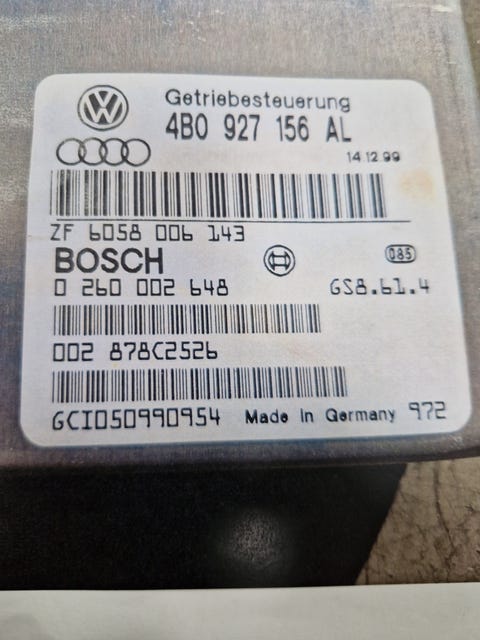 Getriebesteuerung
4B0 927 156 AL
14.12.99
ZF 6058 006 143
BOSCH
085
0 260 002 648 GS8.61.4
002 878C2526
GCI050990954 Made in Germany 972